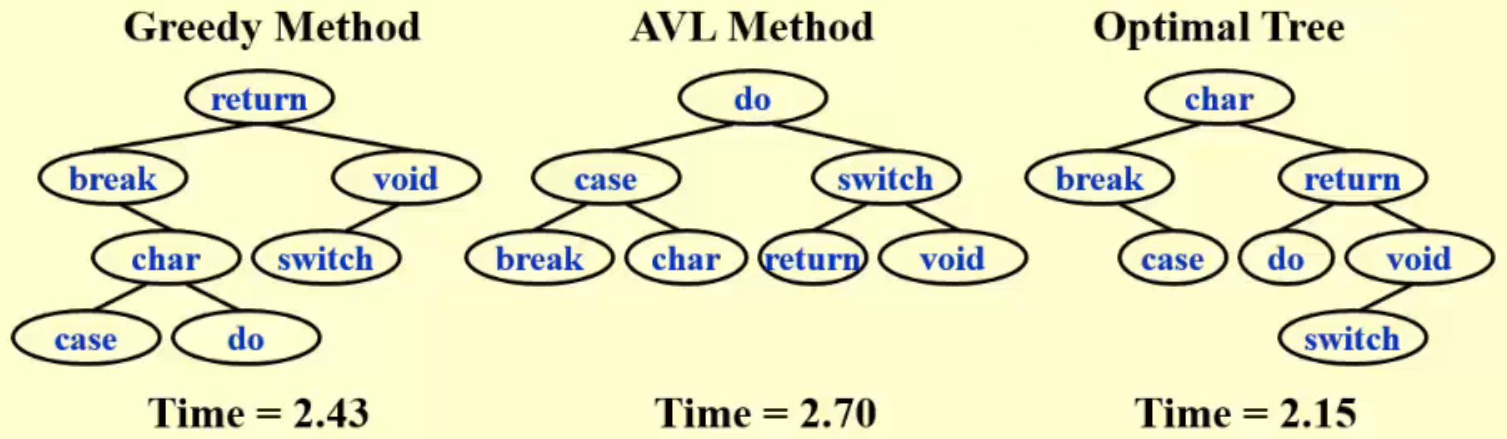 Greedy Method
return
break void
char switch
case do
Time = 2.43
AVL Method
do
case switch
break char return void
Time = 2.70
Optimal Tree
char
break return
case do void
switch
Time = 2.15